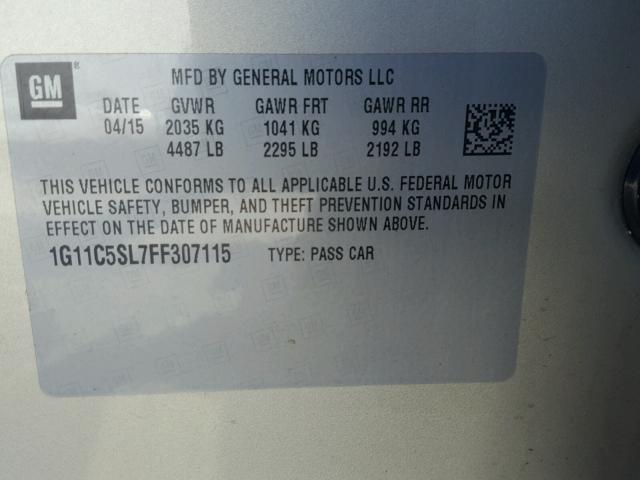 GM ®
MFD BY GENERAL MOTORS LLC
DATE GVWR GAWR FRT GAWR RR
04/15 2035 KG 1041 KG 994 KG
4487 LB 2295 LB 2192 LB
THIS VEHICLE CONFORMS TO ALL APPLICABLE U.S. FEDERAL MOTOR
VEHICLE SAFETY, BUMPER, AND THEFT PREVENTION STANDARDS IN
EFFECT ON THE DATE OF MANUFACTURE SHOWN ABOVE.
1G11C5SL7FF307115 TYPE: PASS CAR